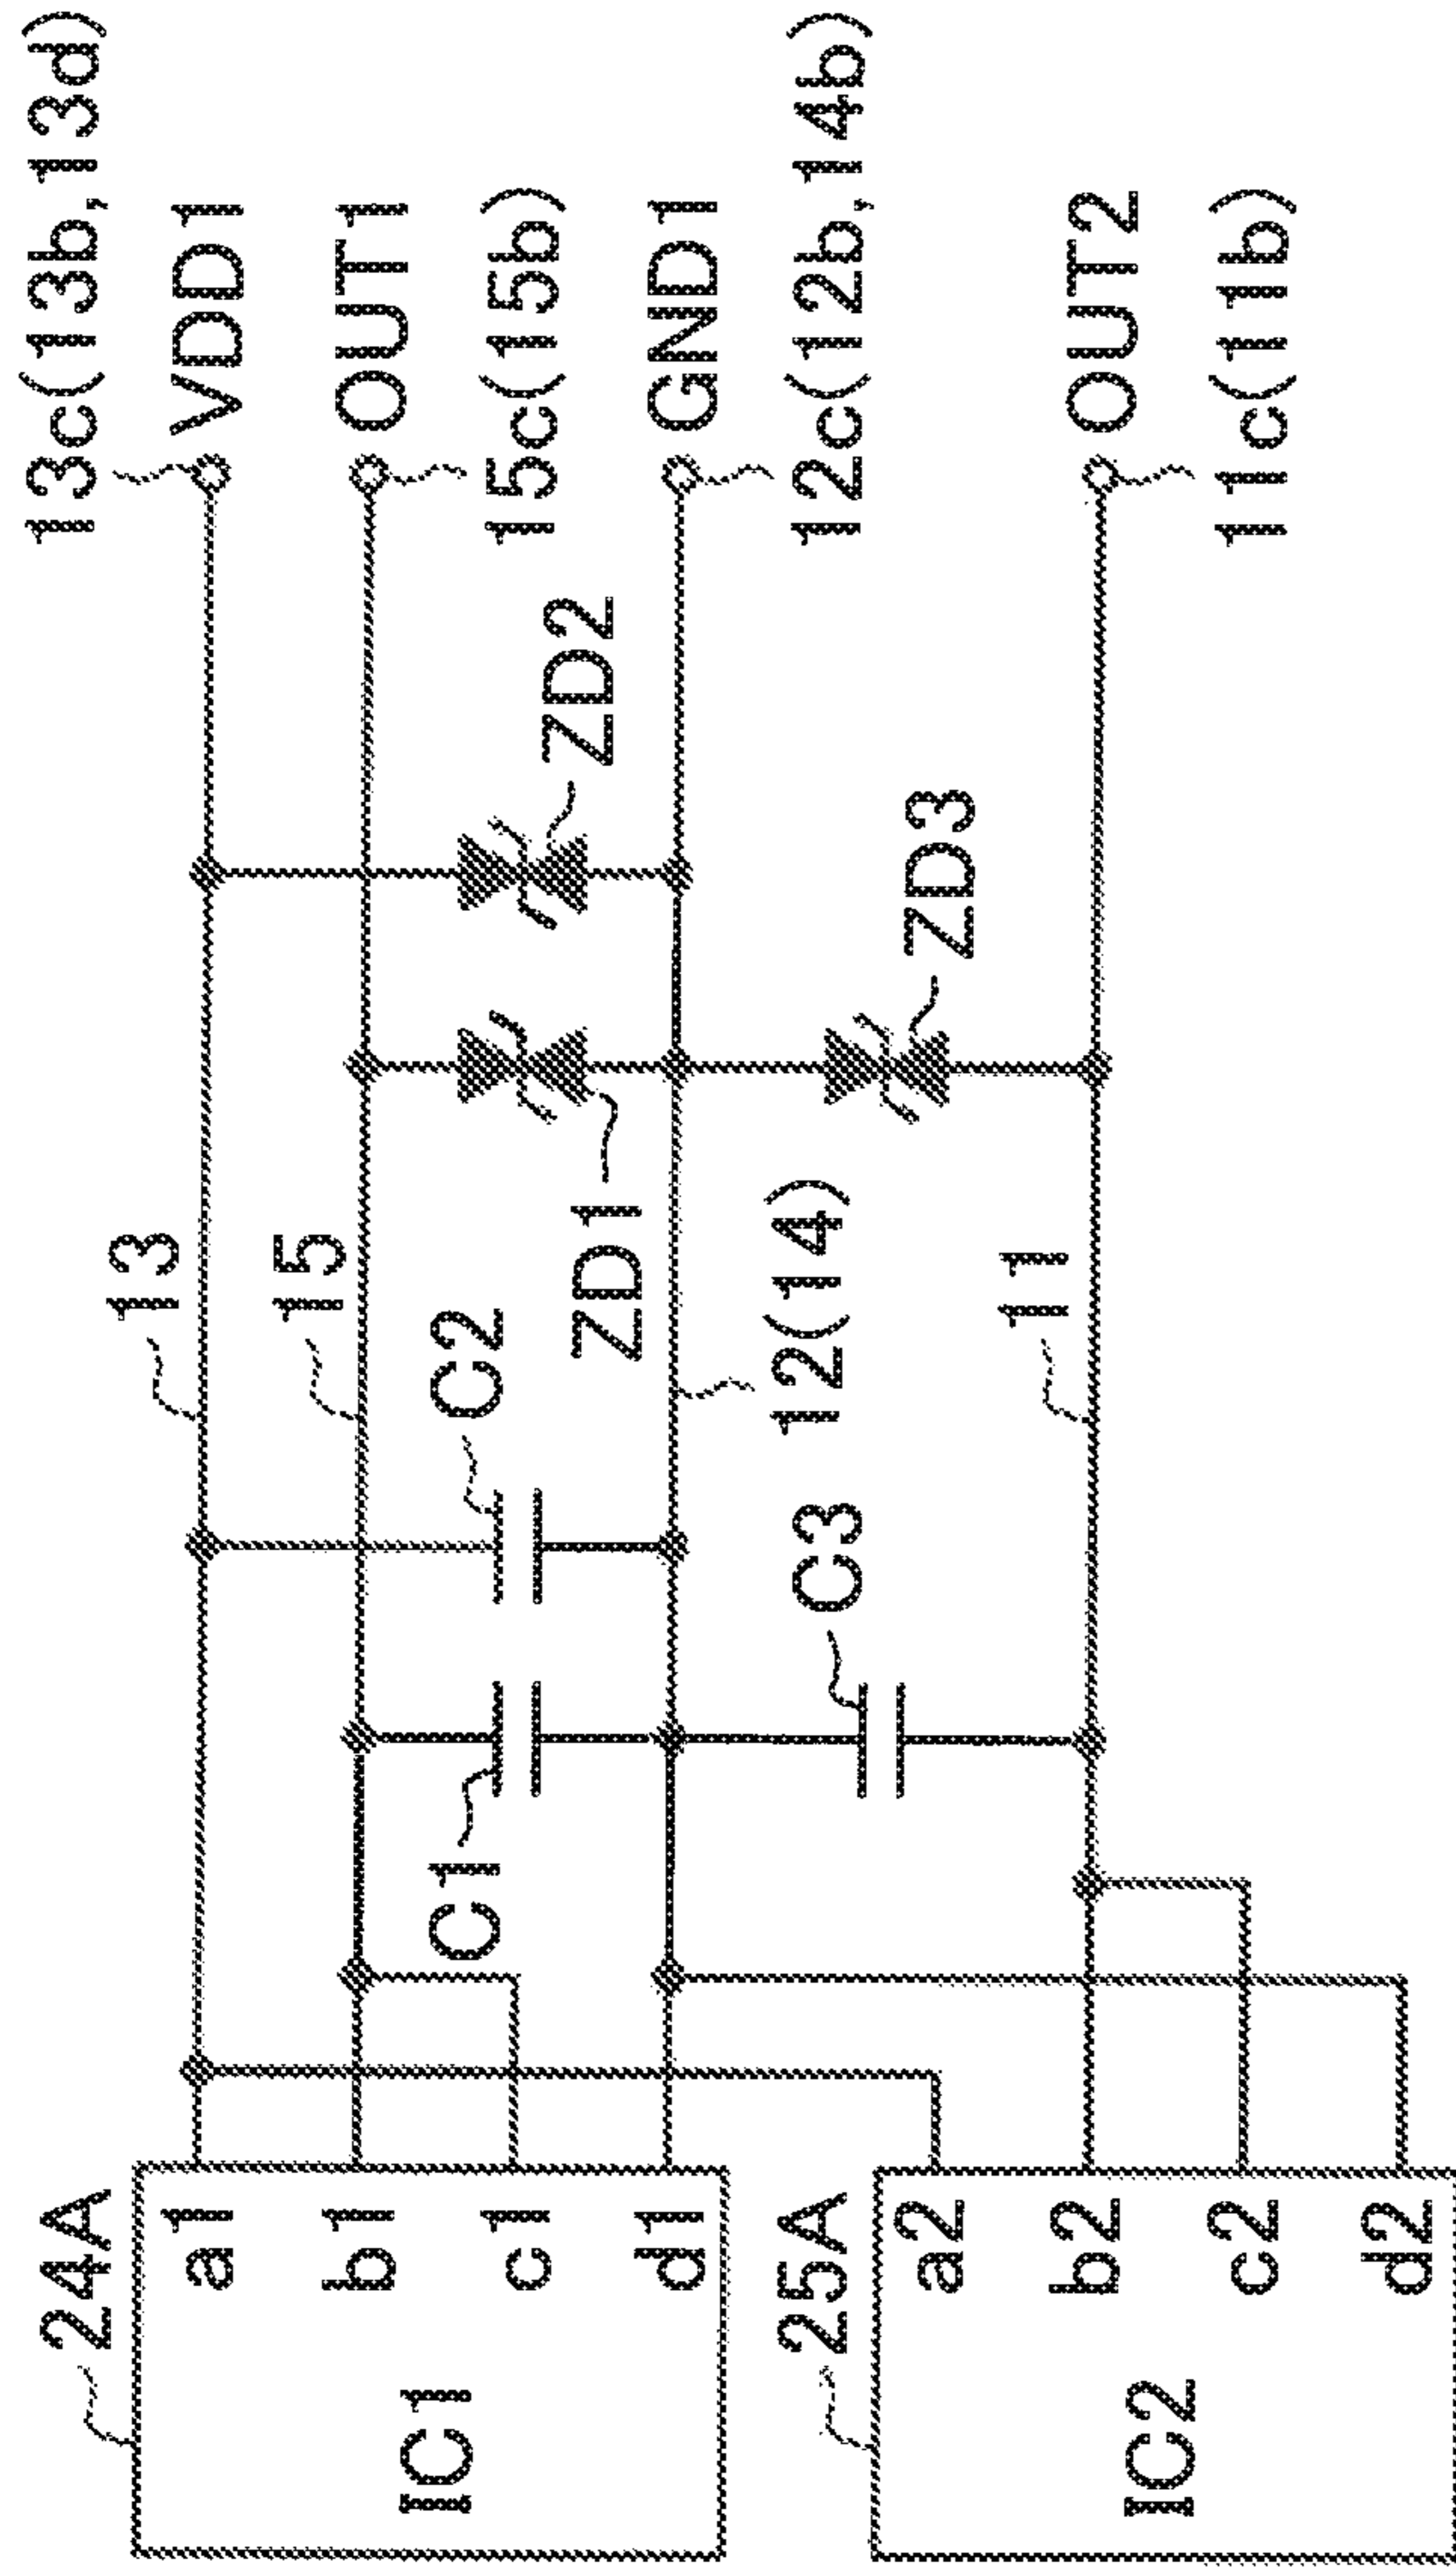 13c(13b,13d)
VDD1
OUT1
15c(15b)
GND1
12c(12b,14b)
OUT2
11c(11b)
ZD2
ZD3
ZD1
13
15
12(14)
11
C2
C3
C1
24A
a1
b1
c1
d1
IC1
25A
a2
b2
c2
d2
IC2